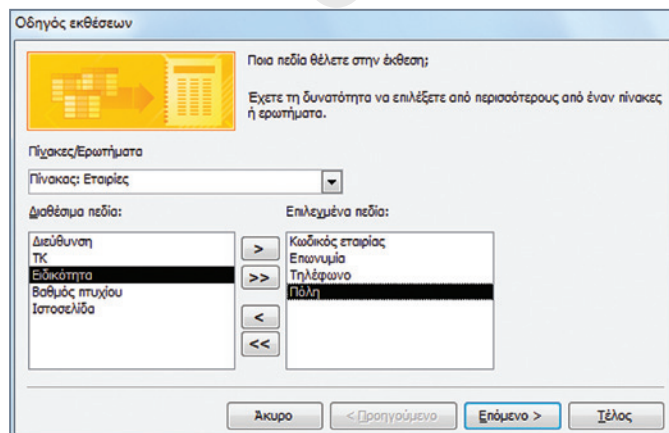 Οδηγός εκθέσεων
Ποια πεδία θέλετε στην έκθεση;
Έχετε τη δυνατότητα να επιλέξετε από περισσότερους από έναν πίνακες
ή ερωτήματα.
Πίνακες/Ερωτήματα
Πίνακας: Εταιρίες
Διαθέσιμα πεδία:
Επιλεγμένα πεδία:
Διεύθυνση
ΤΚ
Ειδικότητα
Βαθμός πτυχίου
Ιστοσελίδα
>
>>
<
<<
Κωδικός εταιρίας
Επωνυμία
Τηλέφωνο
Πόλη
Άκυρο
< Προηγούμενο
Επόμενο >
Τέλος